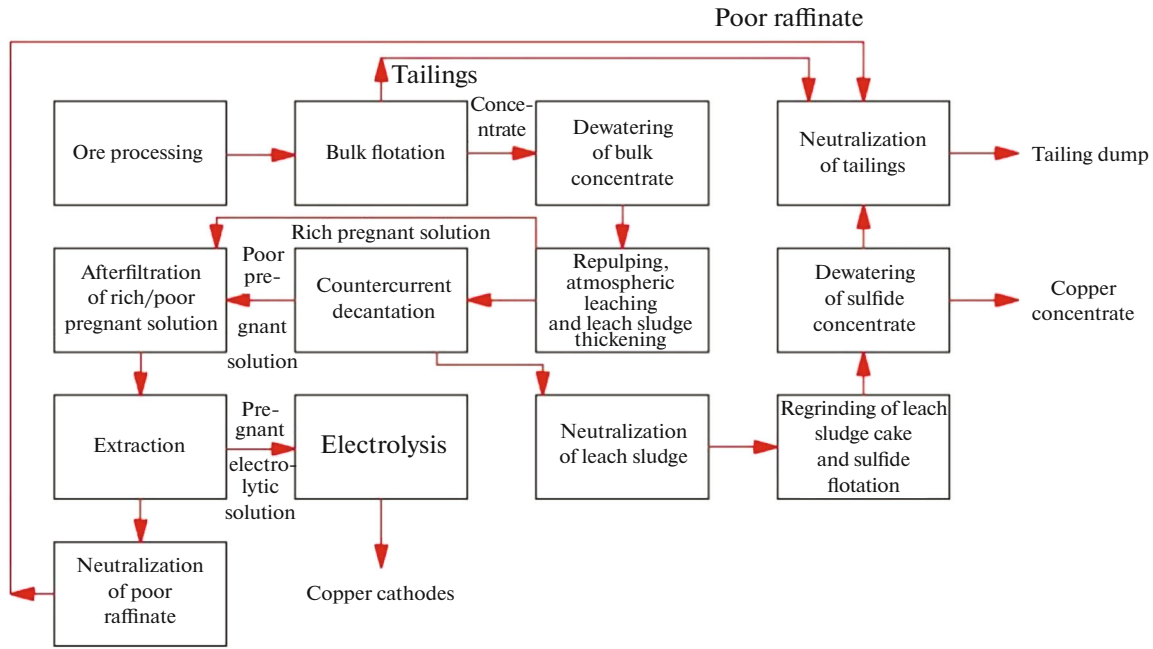 Poor raffinate
Tailings
Ore processing
Bulk flotation
Conce-
ntrate
Dewatering
of bulk
concentrate
Neutralization
of tailings
Tailing dump
Rich pregnant solution
Afterfiltration
of rich/poor
pregnant solution
Poor
pre-
gnant
solution
Countercurrent
decantation
Repulping,
atmospheric
leaching
and leach sludge
thickening
Dewatering
of sulfide
concentrate
Copper
concentrate
Extraction
Pre-
gnant
electro-
lytic
solution
Electrolysis
Neutralization
of leach sludge
Regrinding of leach
sludge cake
and sulfide
flotation
Neutralization
of poor
raffinate
Copper cathodes